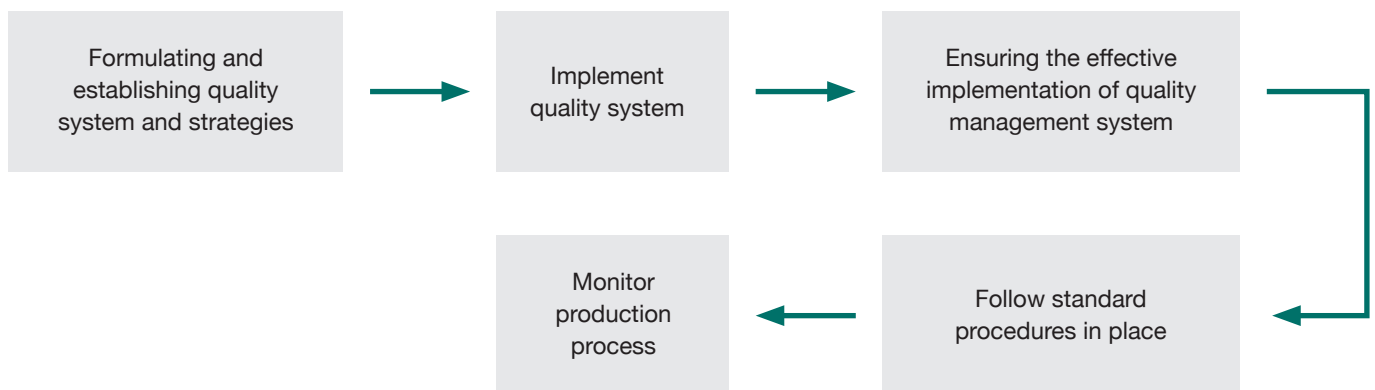 Formulating and
establishing quality
system and strategies
Implement
quality system
Ensuring the effective
implementation of quality
management system
Follow standard
procedures in place
Monitor
production
process